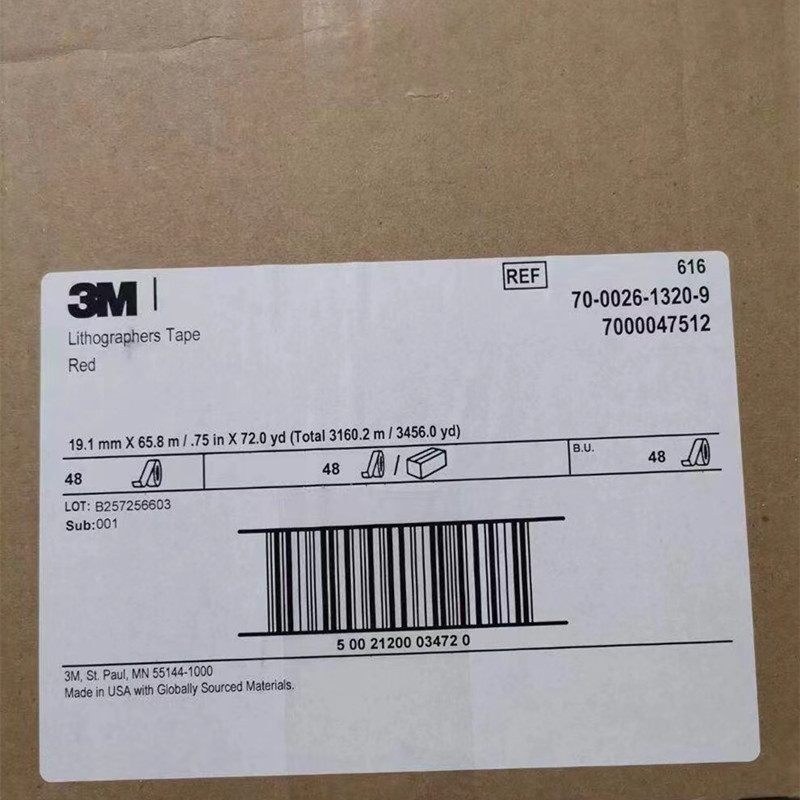 3M
REF
616
70-0026-1320-9
7000047512
Lithographers Tape
Red
19.1 mm X 65.8 m / .75 in X 72.0 yd (Total 3160.2 m / 3456.0 yd)
48
48 /
B.U. 48
LOT: B257256603
Sub:001
5 00 21200 03472 0
3M, St. Paul, MN 55144-1000
Made in USA with Globally Sourced Materials.